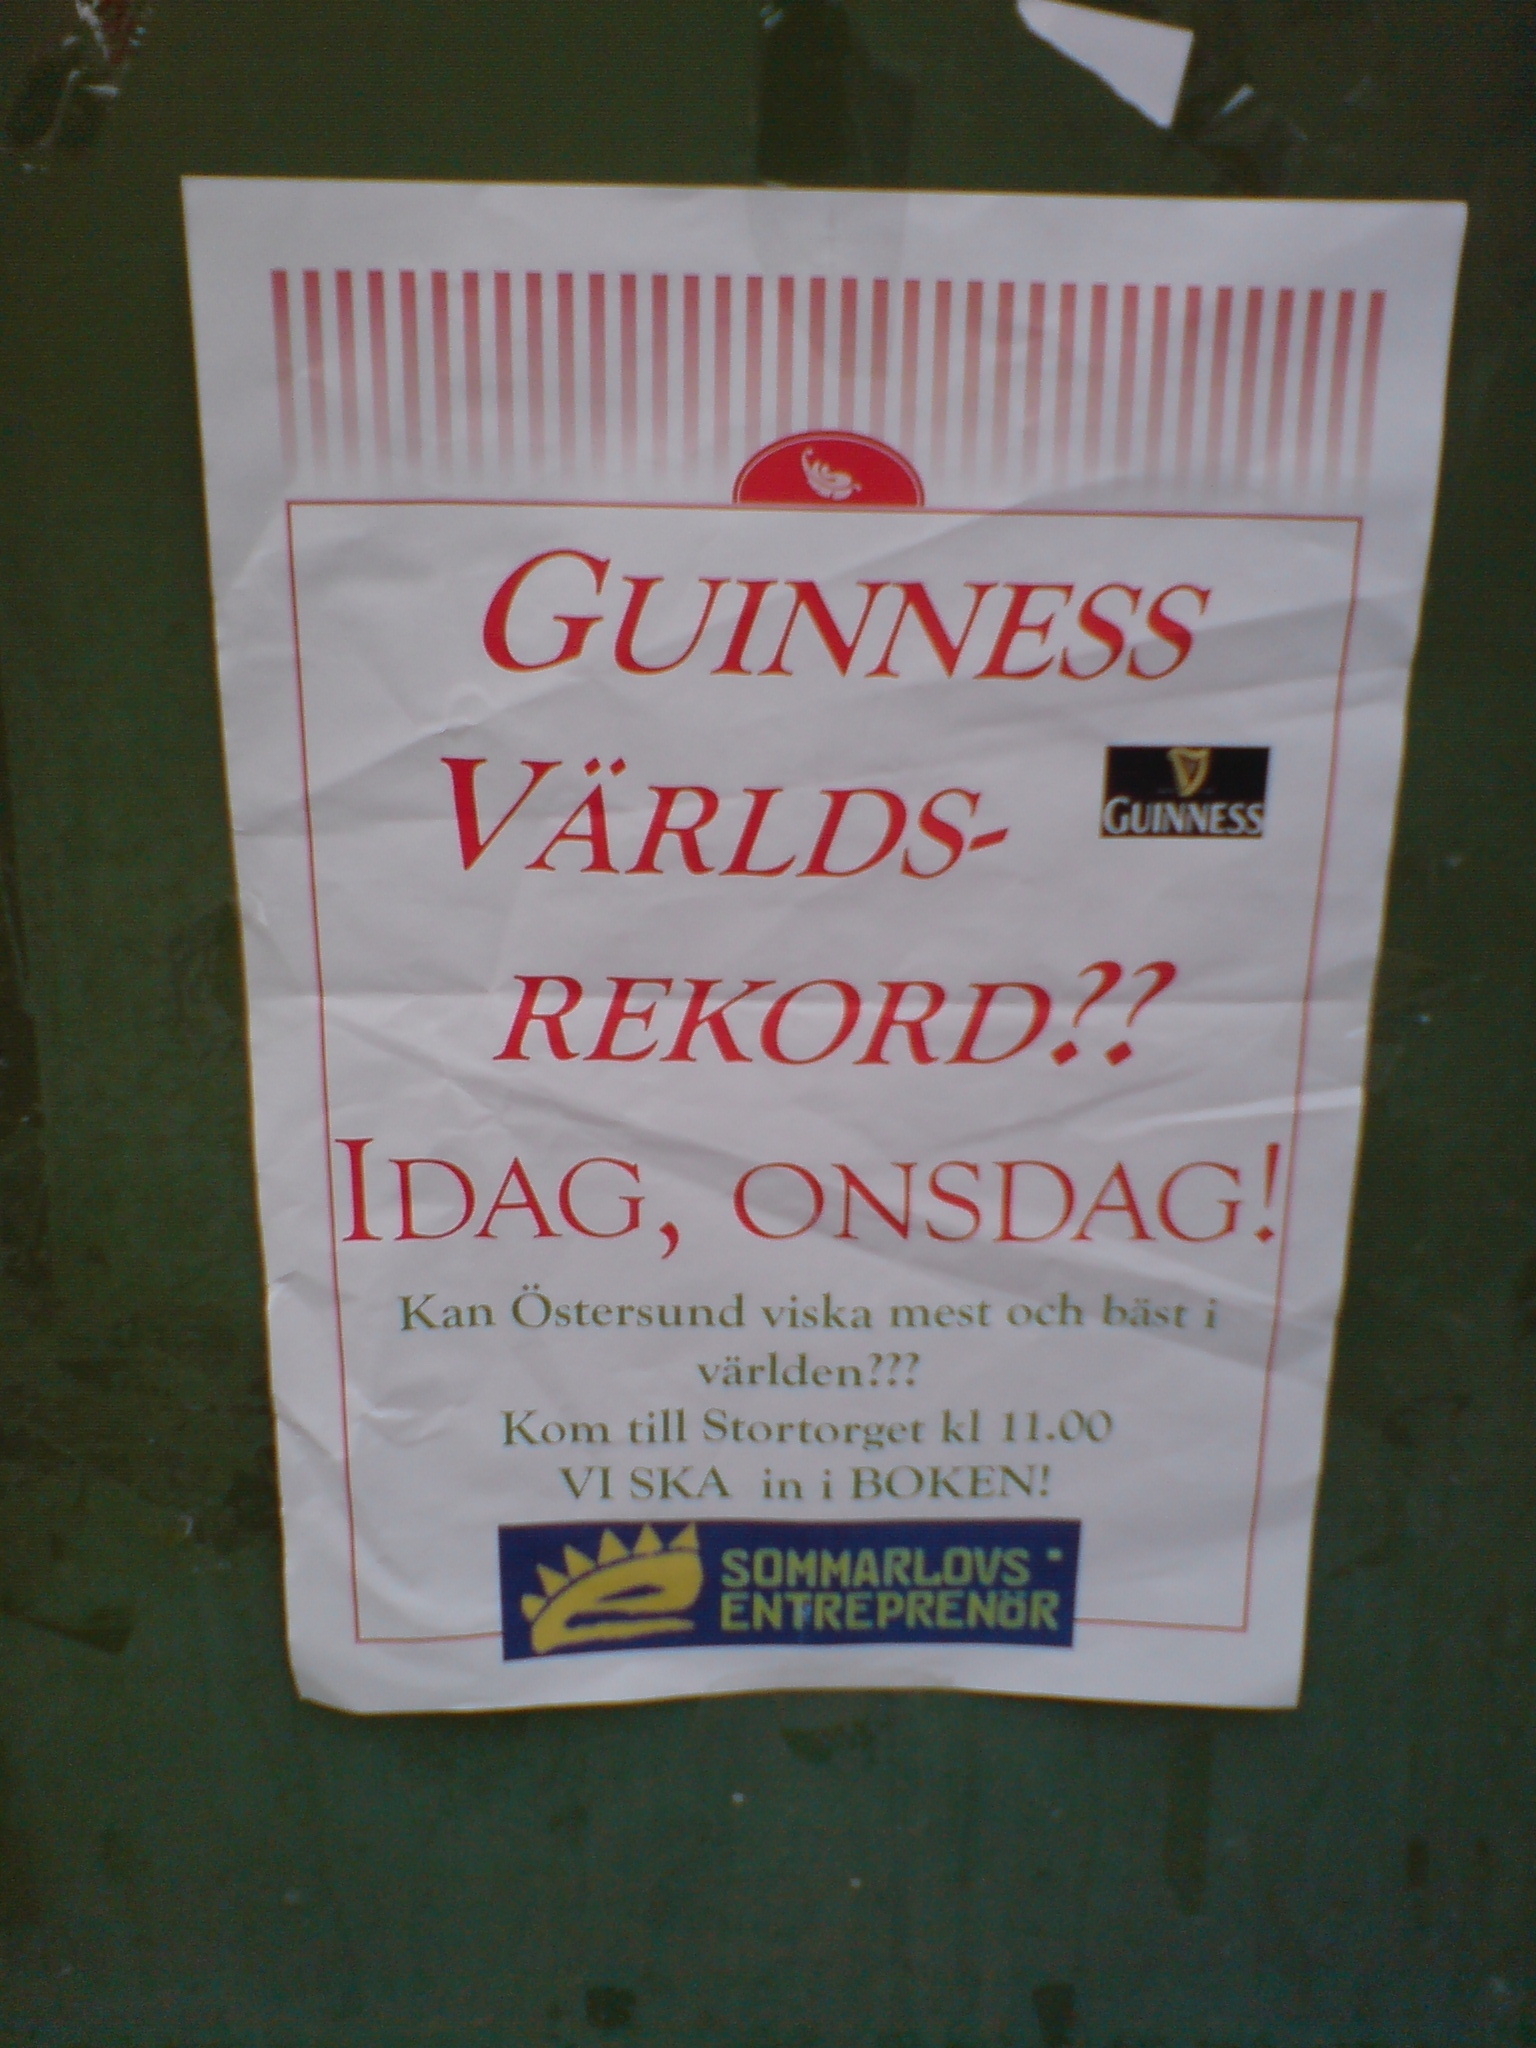 GUINNESS
VÄRLDS-
GUINNESS
REKORD??
IDAG, ONSDAG!
Kan Östersund viska mest och bäst i
världen???
Kom till Stortorget kl 11.00
VI SKA in i BOKEN!
SOMMARLOVS-
ENTREPRENÖR